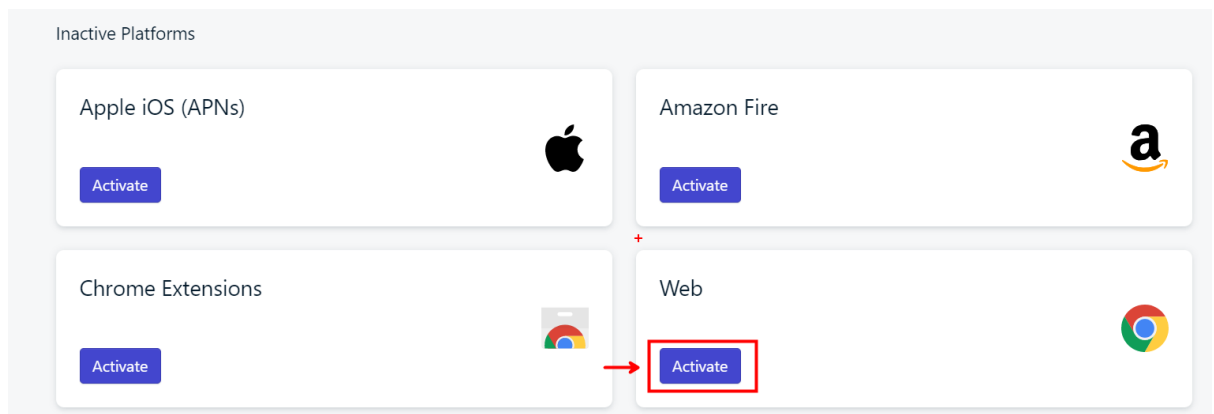 Inactive Platforms
Apple iOS (APNs)
Activate
Amazon Fire
Activate
Chrome Extensions
Activate
Web
Activate